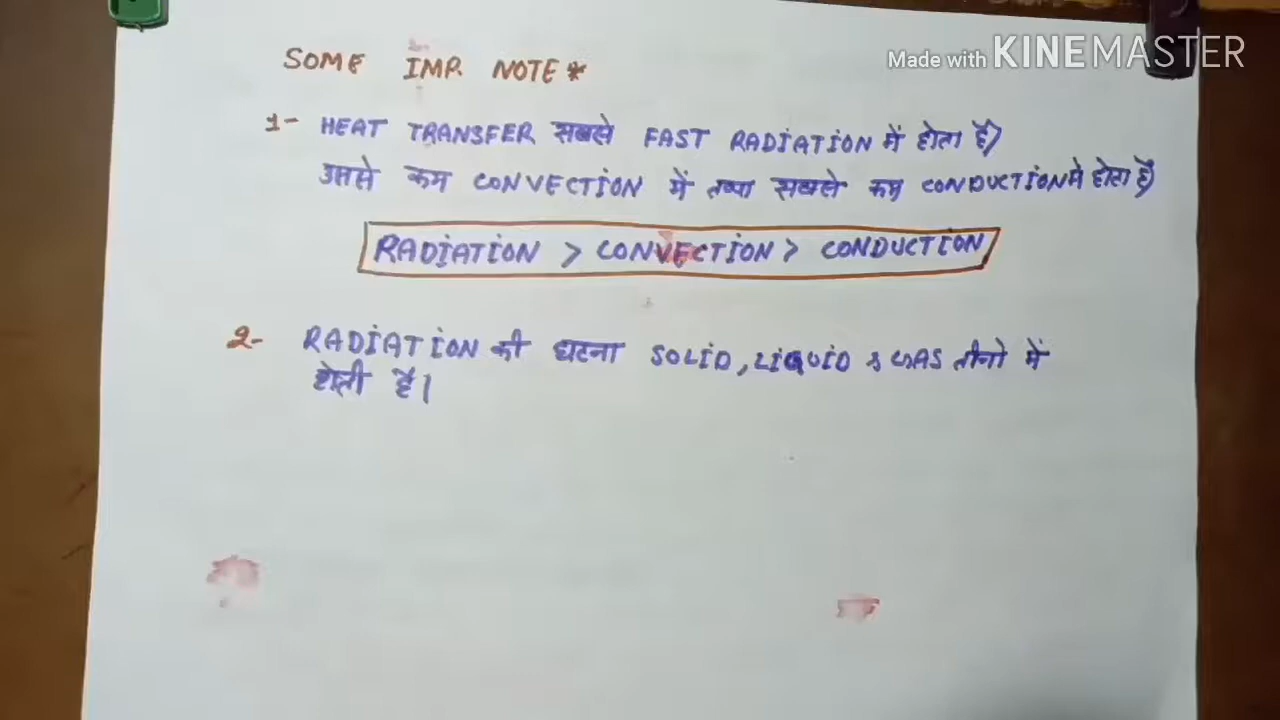 Made with KINEMASTER
SOME IMP. NOTE *
1- HEAT TRANSFER सबसे FAST RADIATION में होता हैं,
उससे कम CONVECTION में तथा सबसे कम CONDUCTION मे होता हैं,
RADIATION > CONVECTION > CONDUCTION
2- RADIATION की घटना SOLID, LIQUID & GAS तीनो में
होती हैं।